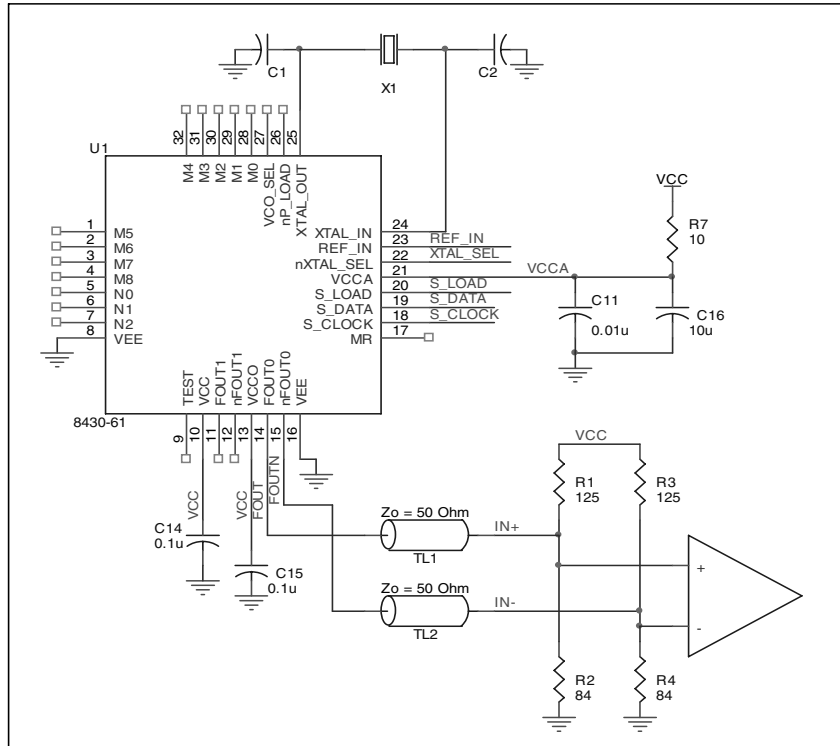 C1
X1
C2
U1
32
31
30
29
28
27
26
25
M4
M3
M2
M1
M0
VCO_SEL
nP_LOAD
XTAL_OUT
1 M5
2 M6
3 M7
4 M8
5 N0
6 N1
7 N2
8 VEE
XTAL_IN 24
REF_IN 23 REF_IN
nXTAL_SEL 22 XTAL_SEL
VCCA 21 VCCA
S_LOAD 20 S_LOAD
S_DATA 19 S_DATA
S_CLOCK 18 S_CLOCK
MR 17
VCC
R7
10
C11
0.01u
C16
10u
TEST
VCC
FOUT1
nFOUT1
VCCO
FOUT0
nFOUT0
VEE
8430-61
9
10
11
12
13
14
15
16
VCC
VCC
FOUT
FOUTN
C14
0.1u
C15
0.1u
Zo = 50 Ohm
TL1
IN+
Zo = 50 Ohm
TL2
IN-
VCC
R1
125
R3
125
+
-
R2
84
R4
84